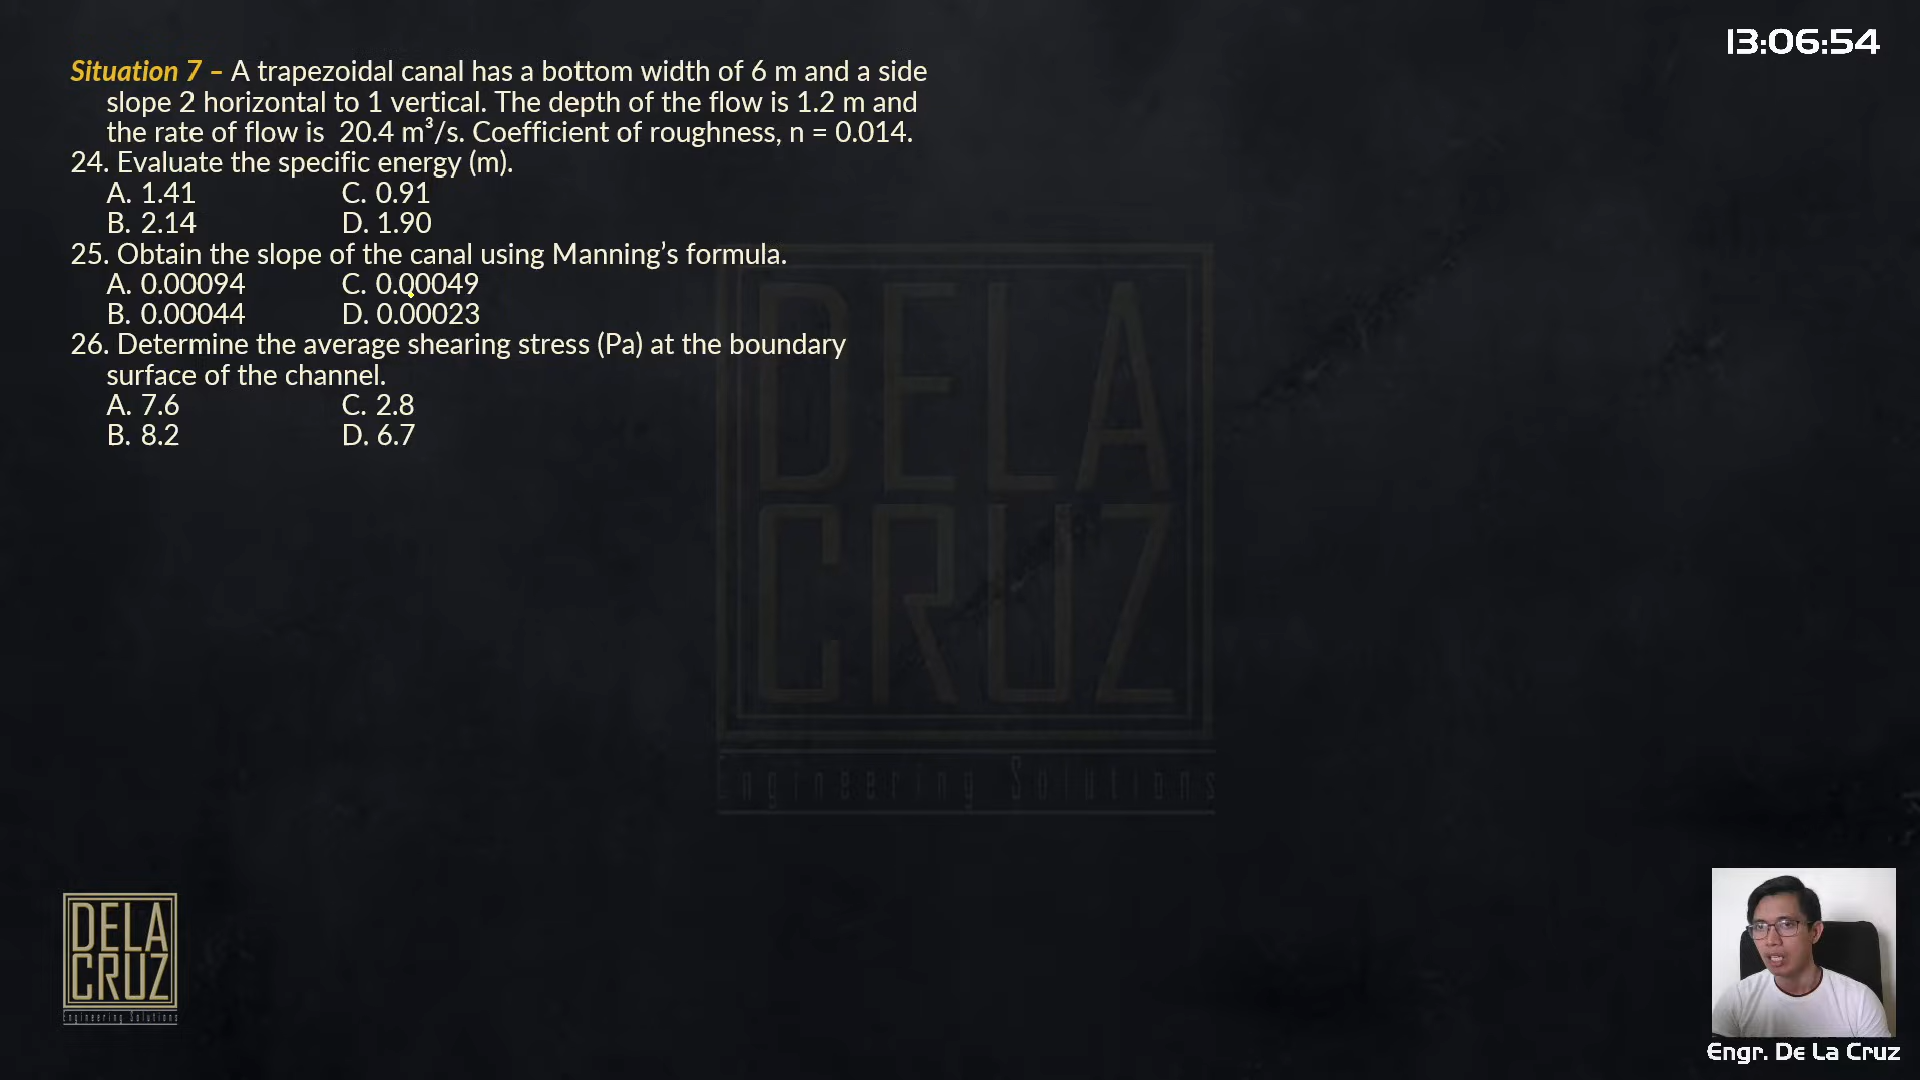 13:06:54
Situation 7 – A trapezoidal canal has a bottom width of 6 m and a side
slope 2 horizontal to 1 vertical. The depth of the flow is 1.2 m and
the rate of flow is 20.4 m³/s. Coefficient of roughness, n = 0.014.
24. Evaluate the specific energy (m).
A. 1.41 C. 0.91
B. 2.14 D. 1.90
25. Obtain the slope of the canal using Manning’s formula.
A. 0.00094 C. 0.00049
B. 0.00044 D. 0.00023
26. Determine the average shearing stress (Pa) at the boundary
surface of the channel.
A. 7.6 C. 2.8
B. 8.2 D. 6.7
DELA
CRUZ
Engineering Solutions
DELA
CRUZ
Engineering Solutions
Engr. De La Cruz